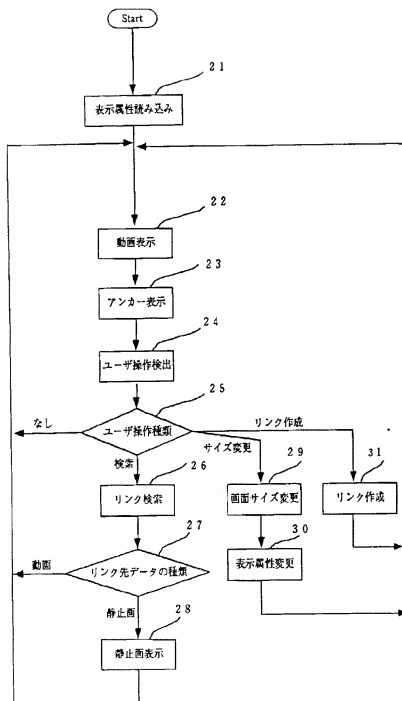 Start
21
表示属性読み込み
22
動画表示
23
アンカー表示
24
ユーザ操作検出
25
ユーザ操作種類
なし
リンク作成
サイズ変更
検索
26
リンク検索
29
画面サイズ変更
31
リンク作成
27
リンク先データの種類
動画
30
表示属性変更
静止画
28
静止画表示